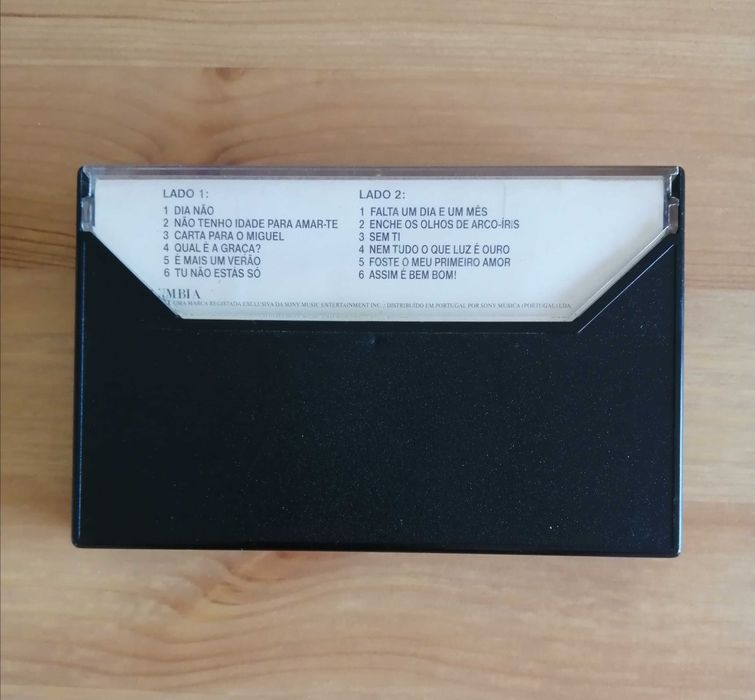 LADO 1:
1 DIA NÃO
2 NÃO TENHO IDADE PARA AMAR-TE
3 CARTA PARA O MIGUEL
4 QUAL É A GRAÇA?
5 É MAIS UM VERÃO
6 TU NÃO ESTÁS SÓ
LADO 2:
1 FALTA UM DIA E UM MÊS
2 ENCHE OS OLHOS DE ARCO-ÍRIS
3 SEM TI
4 NEM TUDO O QUE LUZ É OURO
5 FOSTE O MEU PRIMEIRO AMOR
6 ASSIM É BEM BOM!
UMBIA
UMA MARCA REGISTADA EXCLUSIVA DA SONY MUSIC ENTERTAINMENT INC. / DISTRIBUÍDO EM PORTUGAL POR SONY MÚSICA (PORTUGAL) LDA.